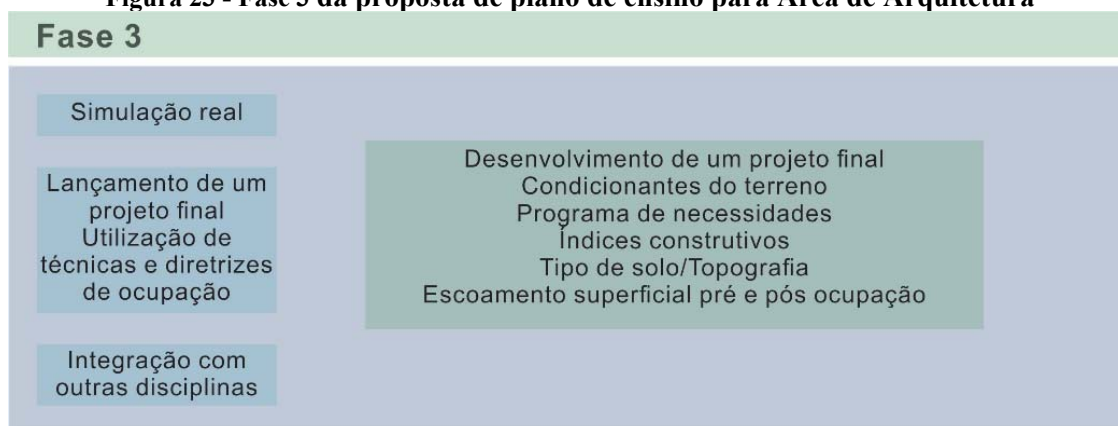 Figura 25 - Fase 3 da proposta de plano de ensino para Área de Arquitetura
Fase 3
Simulação real
Lançamento de um
projeto final
Utilização de
técnicas e diretrizes
de ocupação
Integração com
outras disciplinas
Desenvolvimento de um projeto final
Condicionantes do terreno
Programa de necessidades
Índices construtivos
Tipo de solo/Topografia
Escoamento superficial pré e pós ocupação